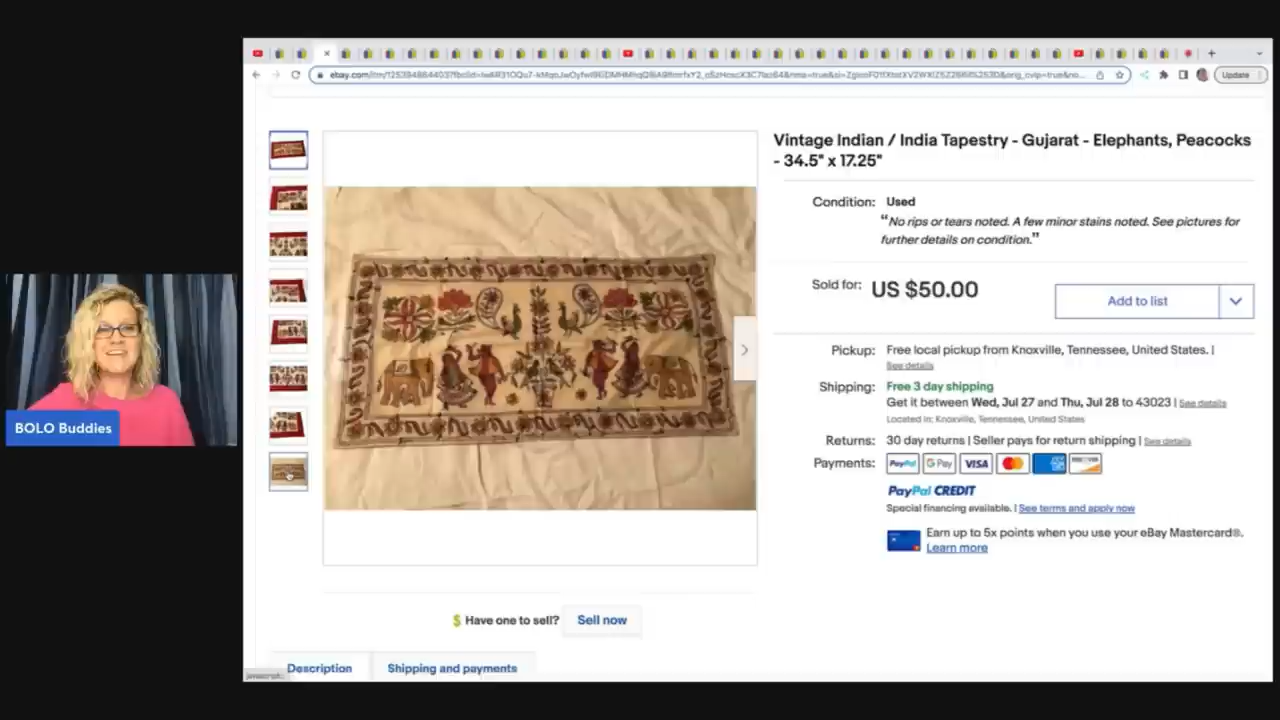 Update
Vintage Indian / India Tapestry - Gujarat - Elephants, Peacocks
- 34.5" x 17.25"
Condition: Used
“No rips or tears noted. A few minor stains noted. See pictures for
further details on condition.”
Sold for: US $50.00
Add to list
Pickup: Free local pickup from Knoxville, Tennessee, United States. |
See details
Shipping: Free 3 day shipping
Get it between Wed, Jul 27 and Thu, Jul 28 to 43023 | See details
Located in: Knoxville, Tennessee, United States
Returns: 30 day returns | Seller pays for return shipping | See details
Payments: PayPal G Pay VISA
PayPal CREDIT
Special financing available. | See terms and apply now
Earn up to 5x points when you use your eBay Mastercard®.
Learn more
BOLO Buddies
Have one to sell? Sell now
Description Shipping and payments